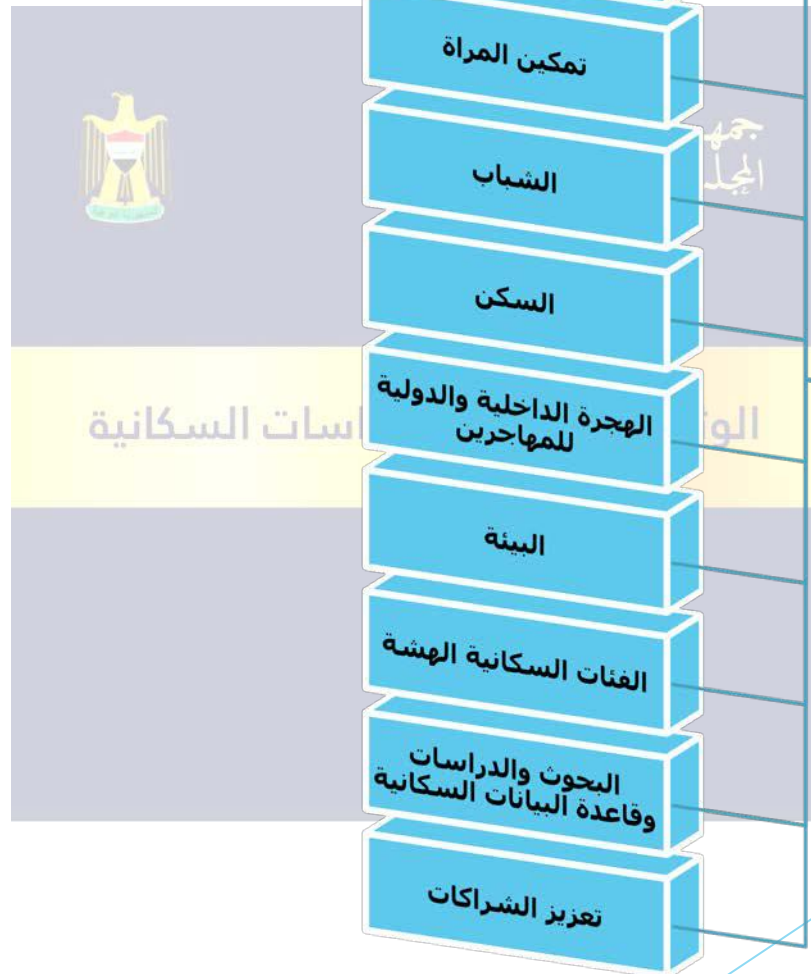 تمكين المراة
الشباب
السكن
الهجرة الداخلية والدولية
للمهاجرين
البيئة
الفئات السكانية الهشة
البحوث والدراسات
وقاعدة البيانات السكانية
تعزيز الشراكات
السكانية